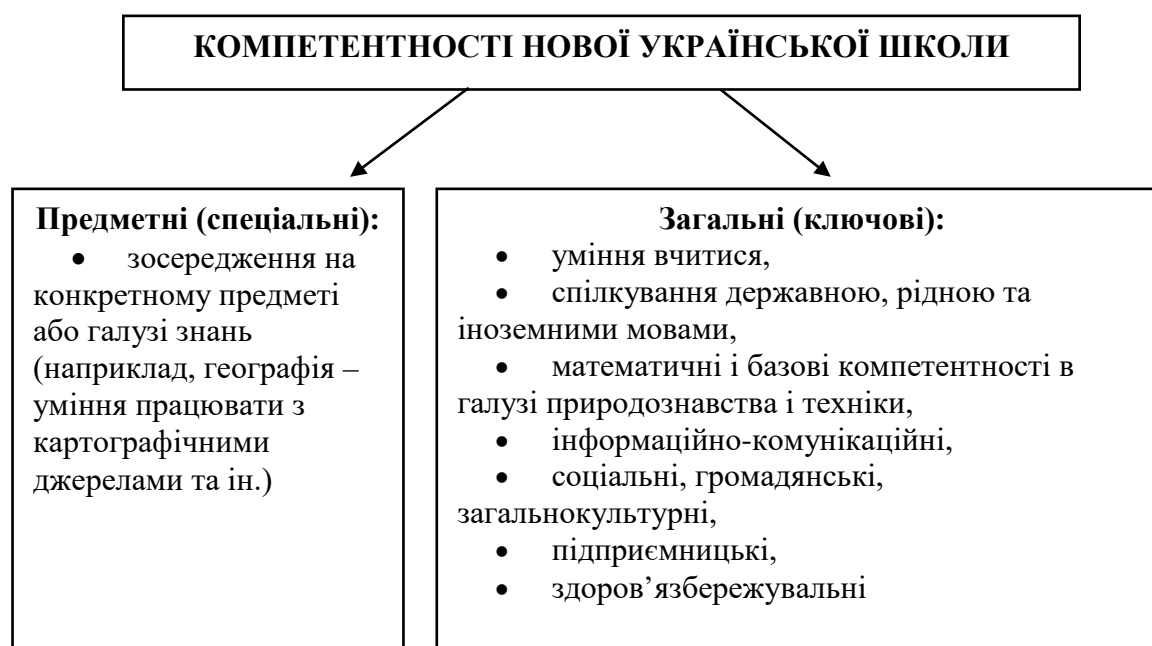 КОМПЕТЕНТНОСТІ НОВОЇ УКРАЇНСЬКОЇ ШКОЛИ
Предметні (спеціальні):
• зосередження на
конкретному предметі
або галузі знань
(наприклад, географія –
уміння працювати з
картографічними
джерелами та ін.)
Загальні (ключові):
• уміння вчитися,
• спілкування державною, рідною та
іноземними мовами,
• математичні і базові компетентності в
галузі природознавства і техніки,
• інформаційно-комунікаційні,
• соціальні, громадянські,
загальнокультурні,
• підприємницькі,
• здоров’язбережувальні